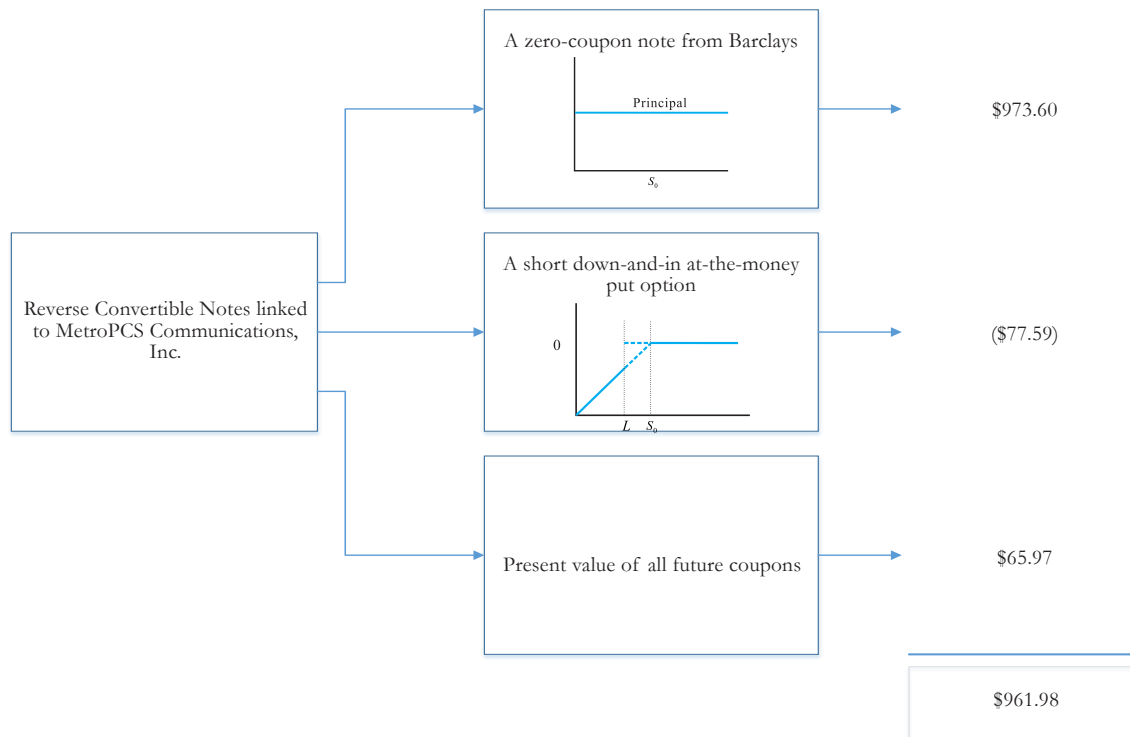 A zero-coupon note from Barclays
Principal
S₀
$973.60
Reverse Convertible Notes linked
to MetroPCS Communications,
Inc.
A short down-and-in at-the-money
put option
0
L S₀
($77.59)
Present value of all future coupons
$65.97
$961.98